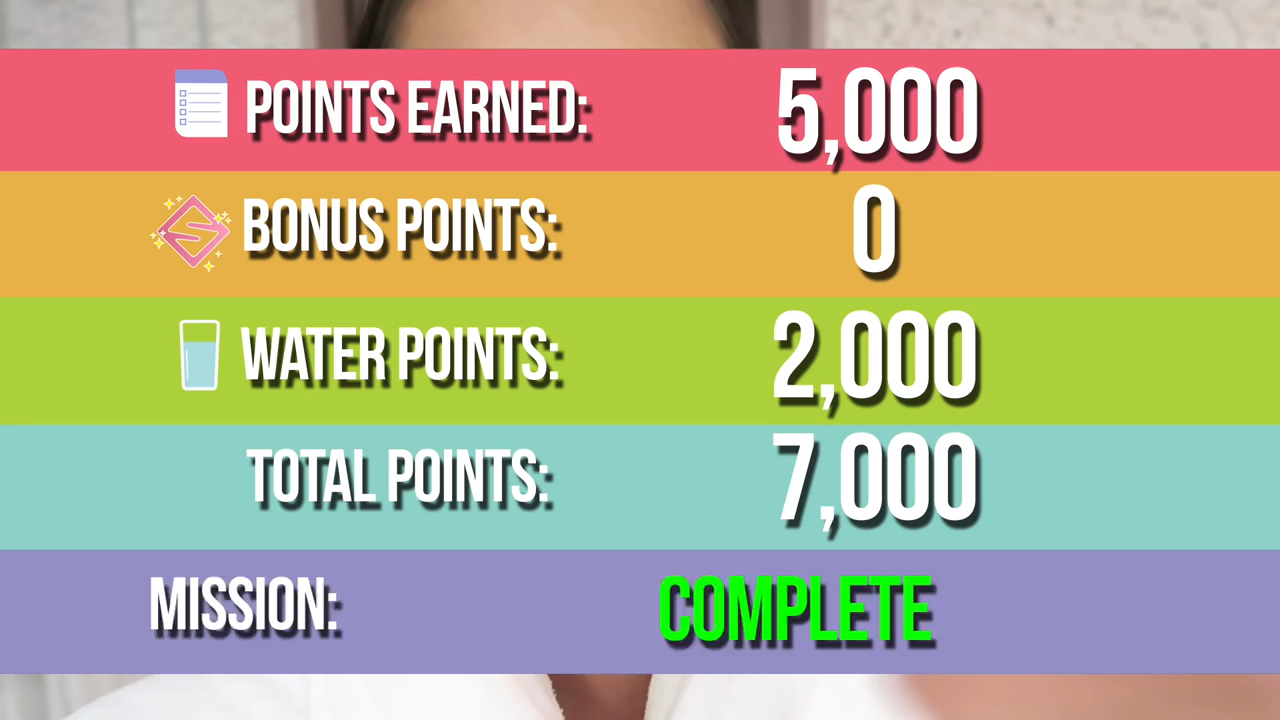 POINTS EARNED: 5,000
BONUS POINTS: 0
WATER POINTS: 2,000
TOTAL POINTS: 7,000
MISSION: COMPLETE